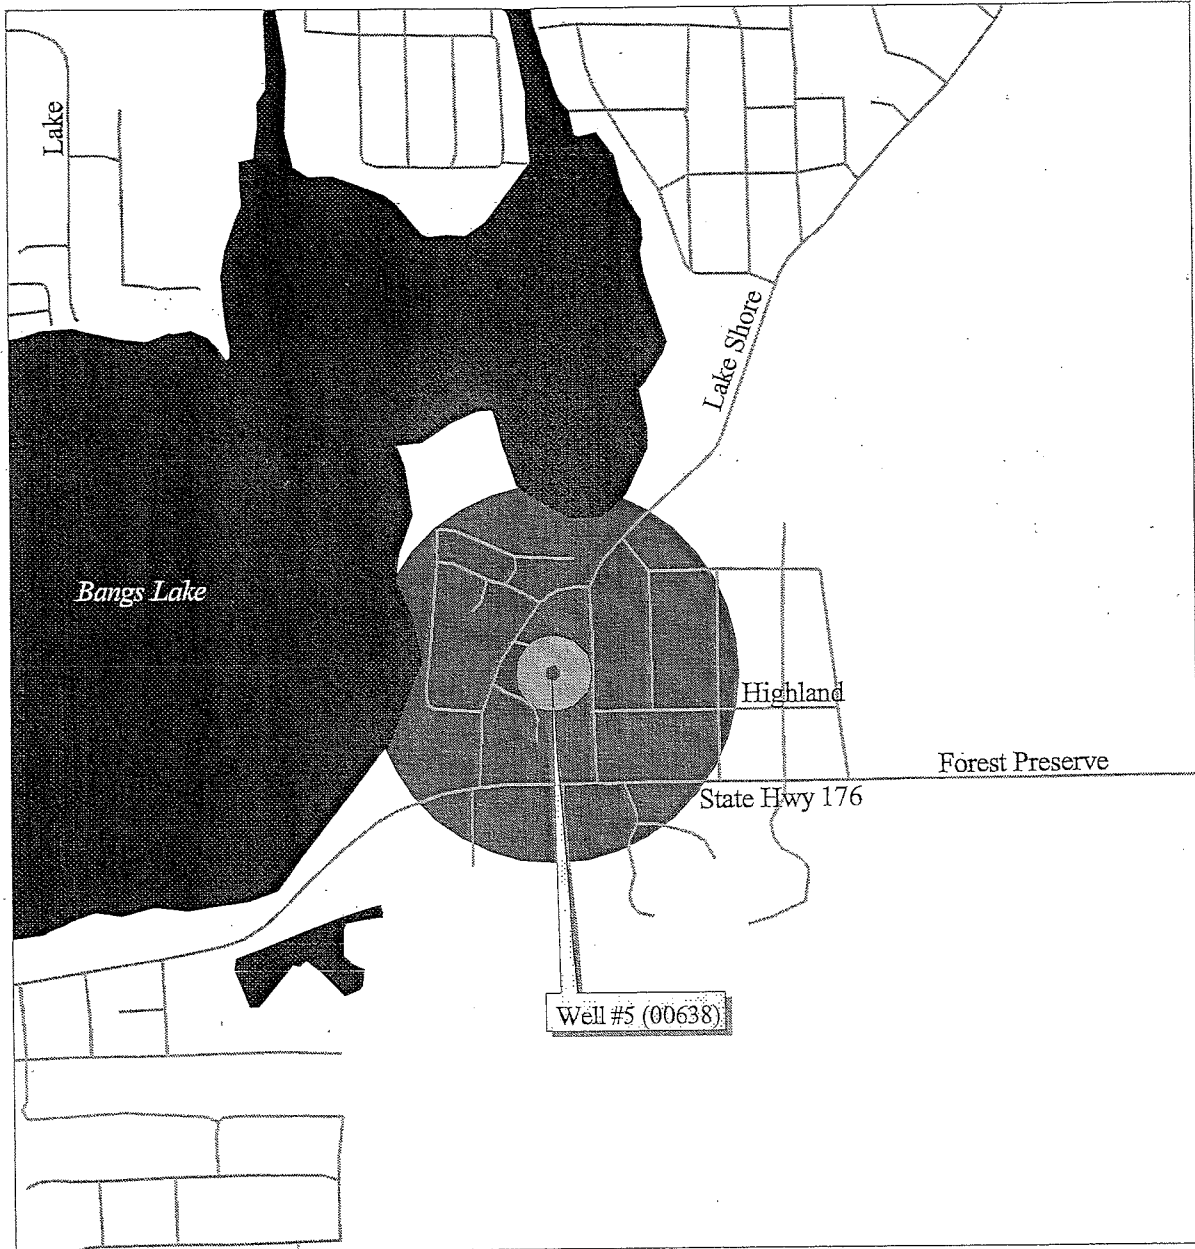 Lake
Lake Shore
Bangs Lake
Highland
Forest Preserve
State Hwy 176
Well #5 (00638)